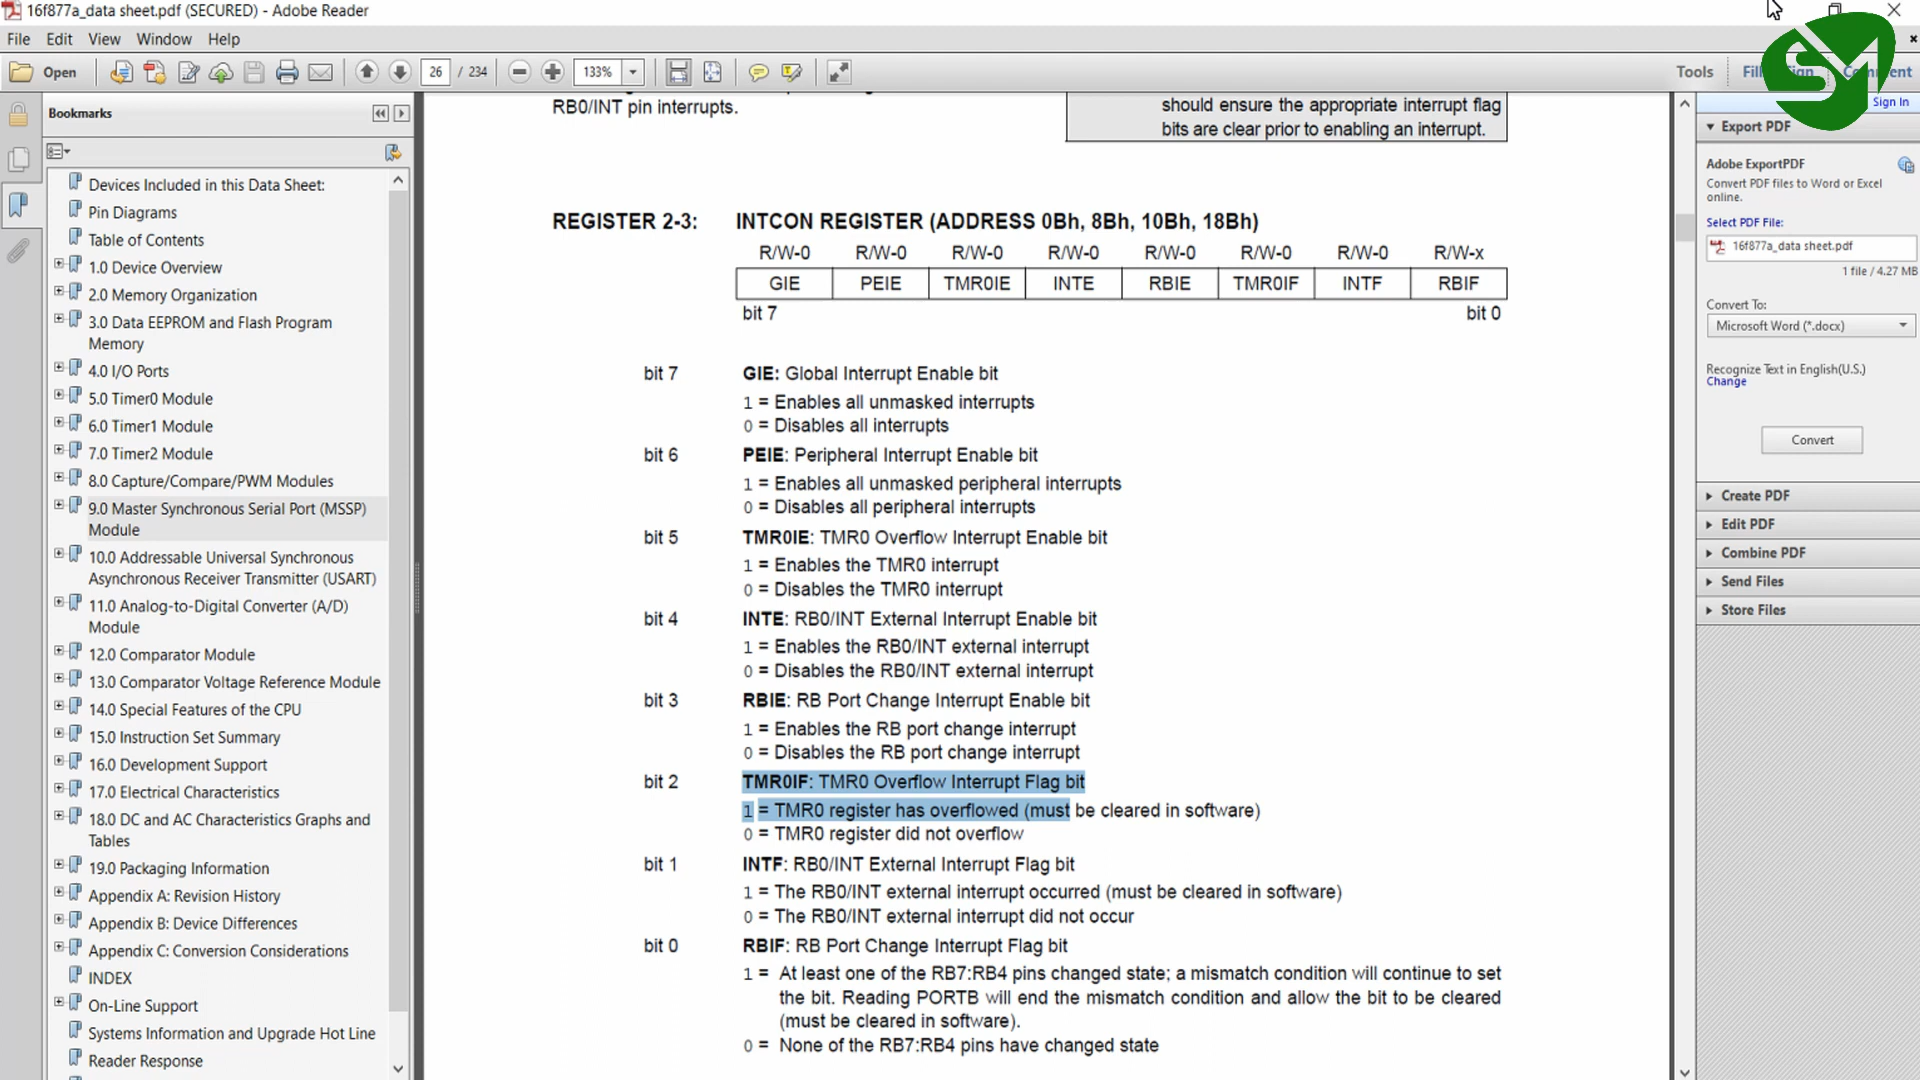 16f877a_data sheet.pdf (SECURED) - Adobe Reader
File Edit View Window Help
Open 26 / 234 133% Tools
Sign In
Bookmarks
Devices Included in this Data Sheet:
Pin Diagrams
Table of Contents
1.0 Device Overview
2.0 Memory Organization
3.0 Data EEPROM and Flash Program
Memory
4.0 I/O Ports
5.0 Timer0 Module
6.0 Timer1 Module
7.0 Timer2 Module
8.0 Capture/Compare/PWM Modules
9.0 Master Synchronous Serial Port (MSSP)
Module
10.0 Addressable Universal Synchronous
Asynchronous Receiver Transmitter (USART)
11.0 Analog-to-Digital Converter (A/D)
Module
12.0 Comparator Module
13.0 Comparator Voltage Reference Module
14.0 Special Features of the CPU
15.0 Instruction Set Summary
16.0 Development Support
17.0 Electrical Characteristics
18.0 DC and AC Characteristics Graphs and
Tables
19.0 Packaging Information
Appendix A: Revision History
Appendix B: Device Differences
Appendix C: Conversion Considerations
INDEX
On-Line Support
Systems Information and Upgrade Hot Line
Reader Response
RB0/INT pin interrupts.
should ensure the appropriate interrupt flag
bits are clear prior to enabling an interrupt.
REGISTER 2-3: INTCON REGISTER (ADDRESS 0Bh, 8Bh, 10Bh, 18Bh)
R/W-0 R/W-0 R/W-0 R/W-0 R/W-0 R/W-0 R/W-0 R/W-x
GIE PEIE TMR0IE INTE RBIE TMR0IF INTF RBIF
bit 7 bit 0
bit 7 GIE: Global Interrupt Enable bit
1 = Enables all unmasked interrupts
0 = Disables all interrupts
bit 6 PEIE: Peripheral Interrupt Enable bit
1 = Enables all unmasked peripheral interrupts
0 = Disables all peripheral interrupts
bit 5 TMR0IE: TMR0 Overflow Interrupt Enable bit
1 = Enables the TMR0 interrupt
0 = Disables the TMR0 interrupt
bit 4 INTE: RB0/INT External Interrupt Enable bit
1 = Enables the RB0/INT external interrupt
0 = Disables the RB0/INT external interrupt
bit 3 RBIE: RB Port Change Interrupt Enable bit
1 = Enables the RB port change interrupt
0 = Disables the RB port change interrupt
bit 2 TMR0IF: TMR0 Overflow Interrupt Flag bit
1 = TMR0 register has overflowed (must be cleared in software)
0 = TMR0 register did not overflow
bit 1 INTF: RB0/INT External Interrupt Flag bit
1 = The RB0/INT external interrupt occurred (must be cleared in software)
0 = The RB0/INT external interrupt did not occur
bit 0 RBIF: RB Port Change Interrupt Flag bit
1 = At least one of the RB7:RB4 pins changed state; a mismatch condition will continue to set
the bit. Reading PORTB will end the mismatch condition and allow the bit to be cleared
(must be cleared in software).
0 = None of the RB7:RB4 pins have changed state
Export PDF
Adobe ExportPDF
Convert PDF files to Word or Excel
online.
Select PDF File:
16f877a_data sheet.pdf
1 file / 4.27 MB
Convert To:
Microsoft Word (*.docx)
Recognize Text in English(U.S.)
Change
Convert
Create PDF
Edit PDF
Combine PDF
Send Files
Store Files